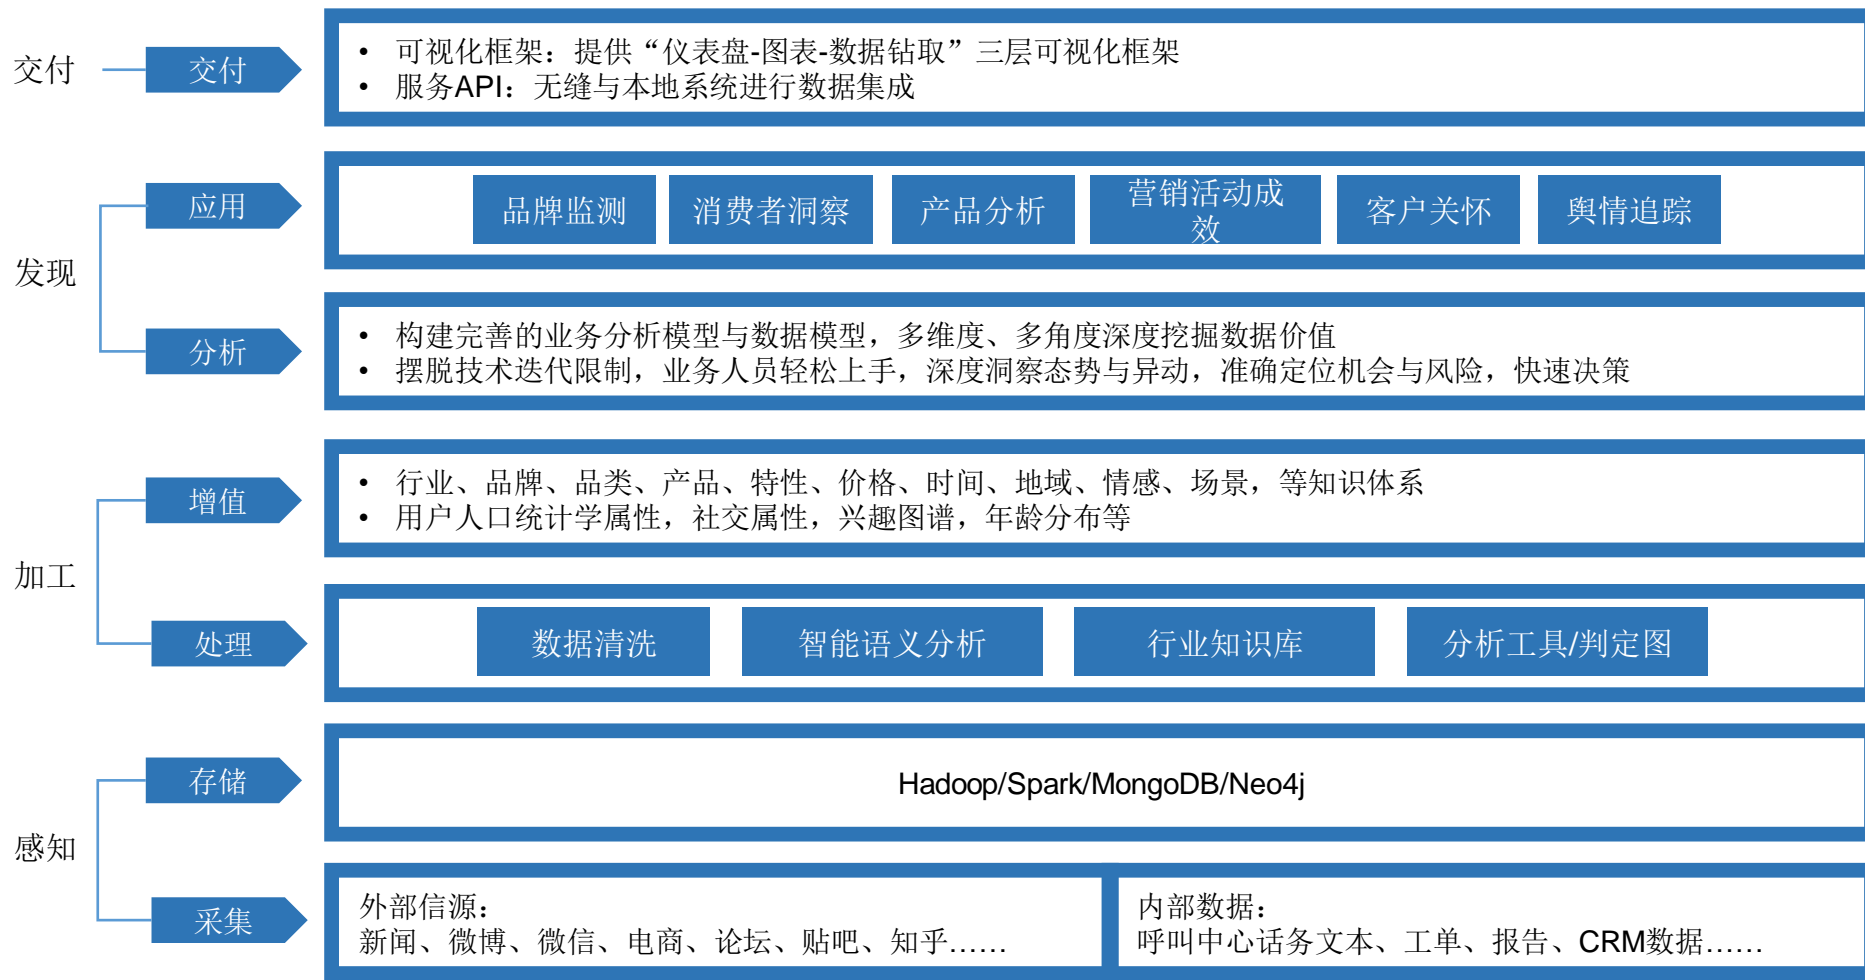 交付
交付
• 可视化框架：提供“仪表盘-图表-数据钻取”三层可视化框架
• 服务API：无缝与本地系统进行数据集成
发现
应用
品牌监测
消费者洞察
产品分析
营销活动成
效
客户关怀
舆情追踪
分析
• 构建完善的业务分析模型与数据模型，多维度、多角度深度挖掘数据价值
• 摆脱技术迭代限制，业务人员轻松上手，深度洞察态势与异动，准确定位机会与风险，快速决策
加工
增值
• 行业、品牌、品类、产品、特性、价格、时间、地域、情感、场景，等知识体系
• 用户人口统计学属性，社交属性，兴趣图谱，年龄分布等
处理
数据清洗
智能语义分析
行业知识库
分析工具/判定图
感知
存储
Hadoop/Spark/MongoDB/Neo4j
采集
外部信源：
新闻、微博、微信、电商、论坛、贴吧、知乎……
内部数据：
呼叫中心话务文本、工单、报告、CRM数据……